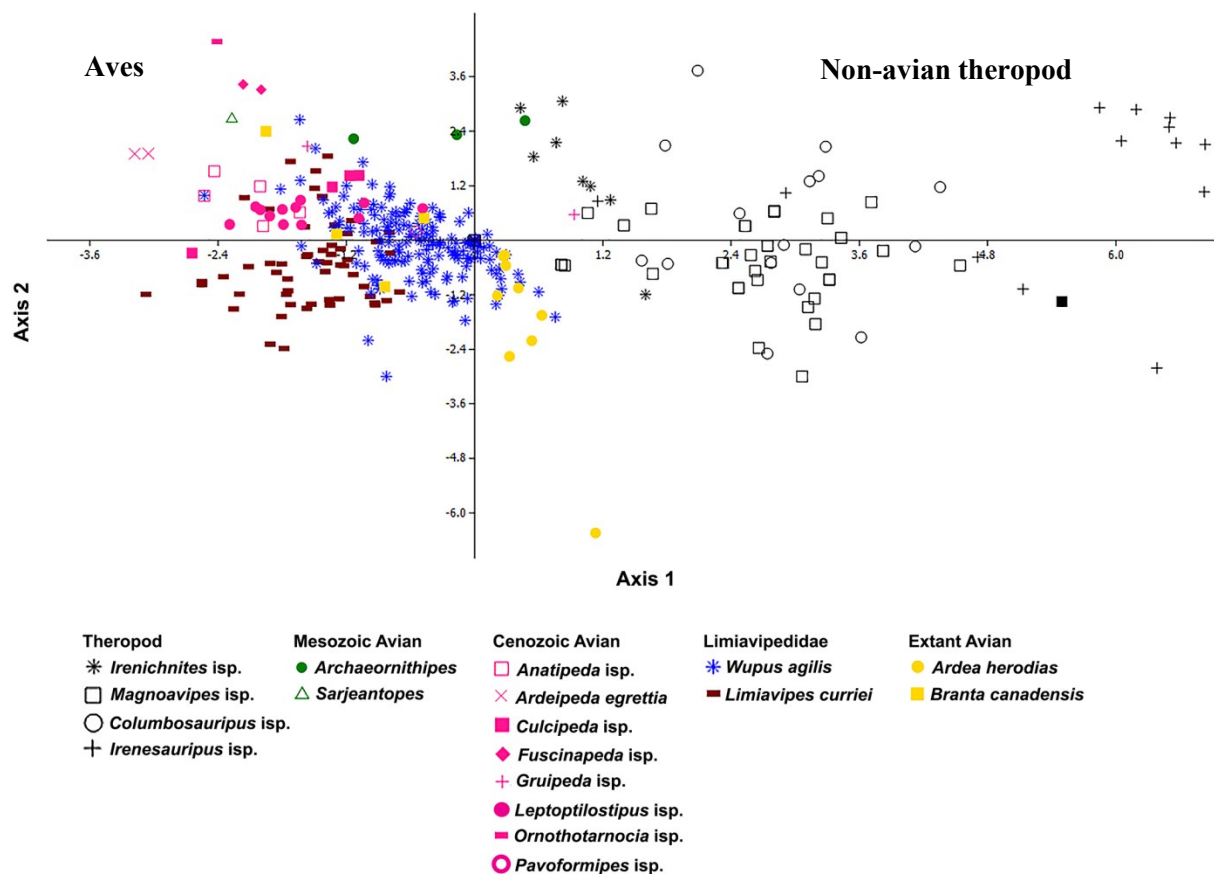 Aves
Non-avian theropod
3.6
2.4
1.2
-3.6
-2.4
1.2
2.4
3.6
4.8
6.0
-1.2
-2.4
-3.6
-4.8
-6.0
Axis 2
Axis 1
Theropod
Irenichnites isp.
Magnoavipes isp.
Columbosauripus isp.
Irenesauripus isp.
Mesozoic Avian
Archaeornithipes
Sarjeantopes
Cenozoic Avian
Anatipeda isp.
Ardeipeda egrettia
Culcipeda isp.
Fuscinapeda isp.
Gruipeda isp.
Leptoptilostipus isp.
Ornothotarnocia isp.
Pavoformipes isp.
Limiavipedidae
Wupus agilis
Limiavipes curriei
Extant Avian
Ardea herodias
Branta canadensis